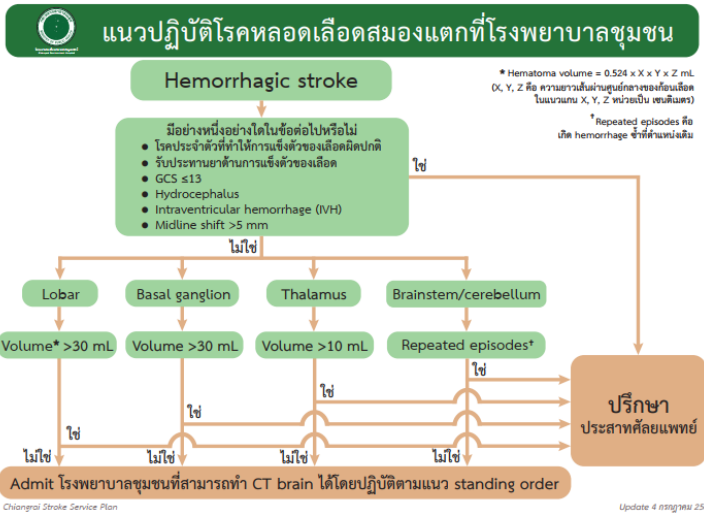 แนวปฏิบัติโรคหลอดเลือดสมองแตกที่โรงพยาบาลชุมชน
Hemorrhagic stroke
* Hematoma volume = 0.524 x X x Y x Z mL
(X, Y, Z คือ ความยาวเส้นผ่านศูนย์กลางของก้อนเลือด
ในแนวแกน X, Y, Z หน่วยเป็น เซนติเมตร)
† Repeated episodes คือ
เกิด hemorrhage ซ้ำที่ตำแหน่งเดิม
มีอย่างหนึ่งอย่างใดในข้อต่อไปหรือไม่
● โรคประจำตัวที่ทำให้การแข็งตัวของเลือดผิดปกติ
● รับประทานยาต้านการแข็งตัวของเลือด
● GCS ≤13
● Hydrocephalus
● Intraventricular hemorrhage (IVH)
● Midline shift >5 mm
ใช่
ไม่ใช่
Lobar
Basal ganglion
Thalamus
Brainstem/cerebellum
Volume* >30 mL
Volume >30 mL
Volume >10 mL
Repeated episodes†
ใช่
ใช่
ใช่
ใช่
ปรึกษา
ประสาทศัลยแพทย์
ไม่ใช่
ไม่ใช่
ไม่ใช่
ไม่ใช่
Admit โรงพยาบาลชุมชนที่สามารถทำ CT brain ได้โดยปฏิบัติตามแนว standing order
Chiangrai Stroke Service Plan
Update 4 กรกฎาคม 25